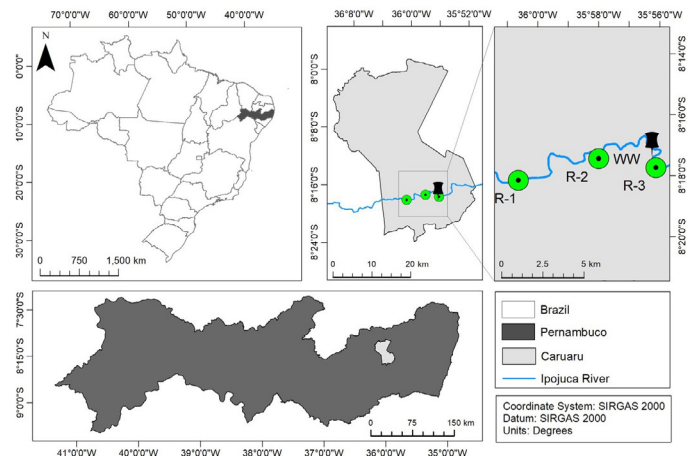 70°0'0"W 60°0'0"W 50°0'0"W 40°0'0"W
N
0°0'0"
10°0'0"S
20°0'0"S
30°0'0"S
0 750 1,500 km
36°8'0"W 36°0'0"W 35°52'0"W
8°0'0"S
8°8'0"S
8°16'0"S
8°24'0"S
0 10 20 km
36°0'0"W 35°58'0"W 35°56'0"W
8°14'0"S
8°16'0"S
8°18'0"S
8°20'0"S
R-1
R-2
WW
R-3
0 2.5 5 km
7°30'0"S
8°15'0"S
9°0'0"S
0 75 150 km
41°0'0"W 40°0'0"W 39°0'0"W 38°0'0"W 37°0'0"W 36°0'0"W 35°0'0"W
Brazil
Pernambuco
Caruaru
Ipojuca River
Coordinate System: SIRGAS 2000
Datum: SIRGAS 2000
Units: Degrees